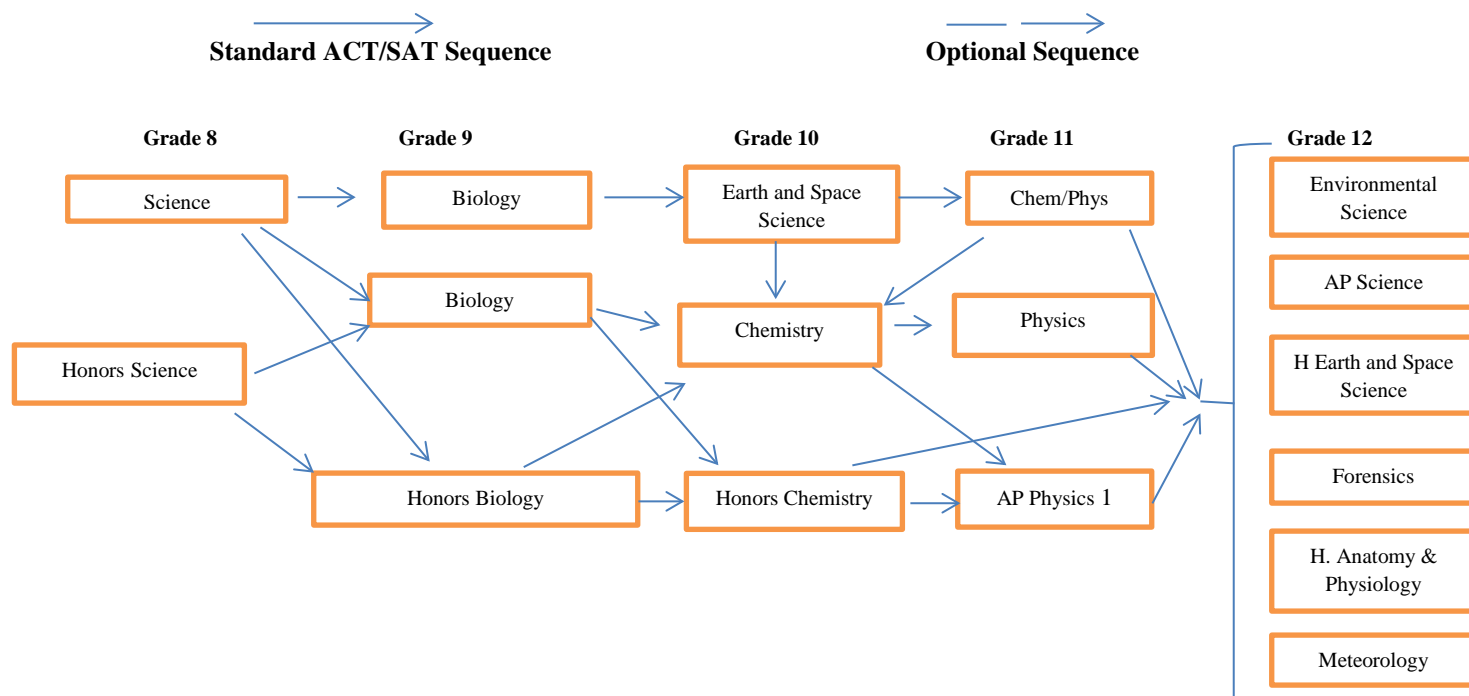 Standard ACT/SAT Sequence
Optional Sequence
Grade 8
Grade 9
Grade 10
Grade 11
Grade 12
Science
Biology
Earth and Space
Science
Chem/Phys
Environmental
Science
Biology
Chemistry
Physics
AP Science
Honors Science
H Earth and Space
Science
Honors Biology
Honors Chemistry
AP Physics 1
Forensics
H. Anatomy &
Physiology
Meteorology